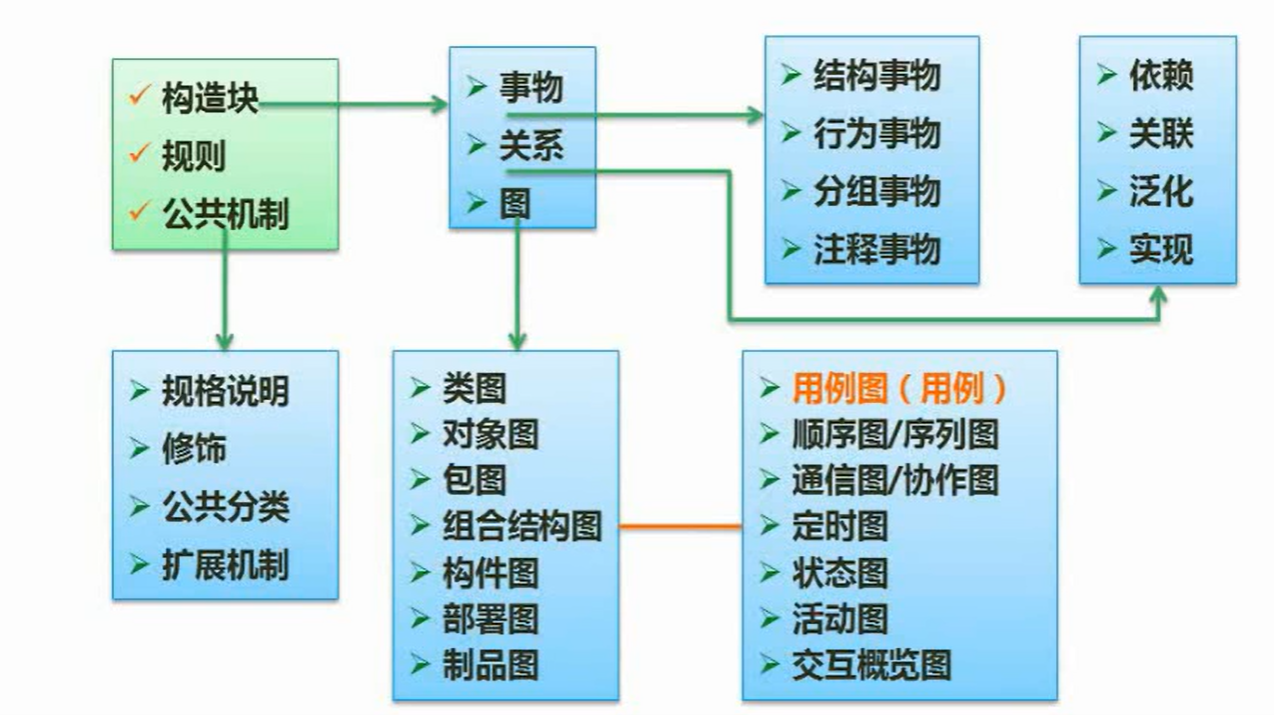 构造块
规则
公共机制
事物
关系
图
结构事物
行为事物
分组事物
注释事物
依赖
关联
泛化
实现
规格说明
修饰
公共分类
扩展机制
类图
对象图
包图
组合结构图
构件图
部署图
制品图
用例图（用例）
顺序图/序列图
通信图/协作图
定时图
状态图
活动图
交互概览图